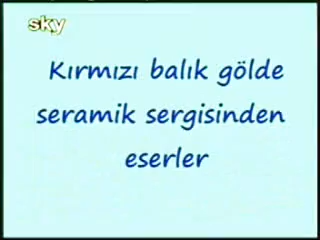 sky
Kırmızı balık gölde
seramik sergisinden
eserler